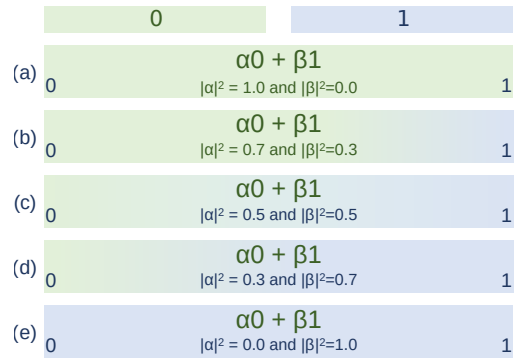 0 1
(a) α0 + β1
0 |α|² = 1.0 and |β|²=0.0 1
(b) α0 + β1
0 |α|² = 0.7 and |β|²=0.3 1
(c) α0 + β1
0 |α|² = 0.5 and |β|²=0.5 1
(d) α0 + β1
0 |α|² = 0.3 and |β|²=0.7 1
(e) α0 + β1
0 |α|² = 0.0 and |β|²=1.0 1